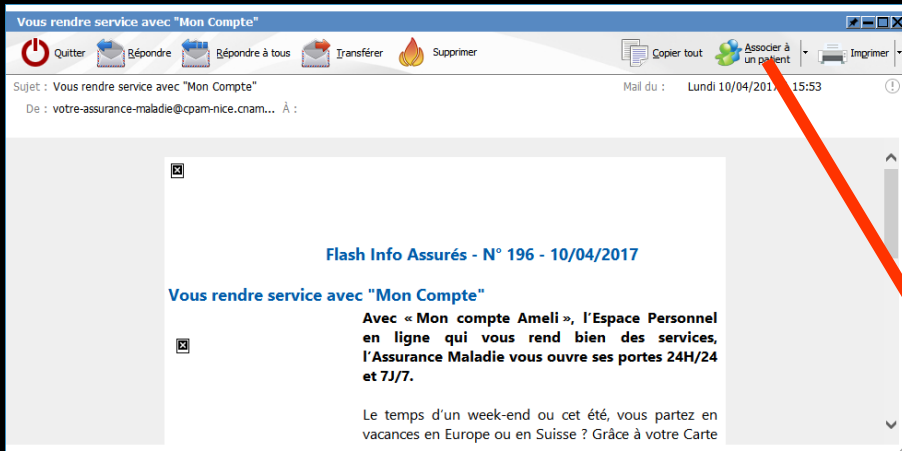 Vous rendre service avec "Mon Compte"
Quitter Répondre Répondre à tous Transférer Supprimer Copier tout Associer à un patient Imprimer
Sujet : Vous rendre service avec "Mon Compte" Mail du : Lundi 10/04/2017 15:53
De : votre-assurance-maladie@cpam-nice.cnam... À :
Flash Info Assurés - N° 196 - 10/04/2017
Vous rendre service avec "Mon Compte"
Avec « Mon compte Ameli », l'Espace Personnel
en ligne qui vous rend bien des services,
l'Assurance Maladie vous ouvre ses portes 24H/24
et 7J/7.
Le temps d'un week-end ou cet été, vous partez en
vacances en Europe ou en Suisse ? Grâce à votre Carte